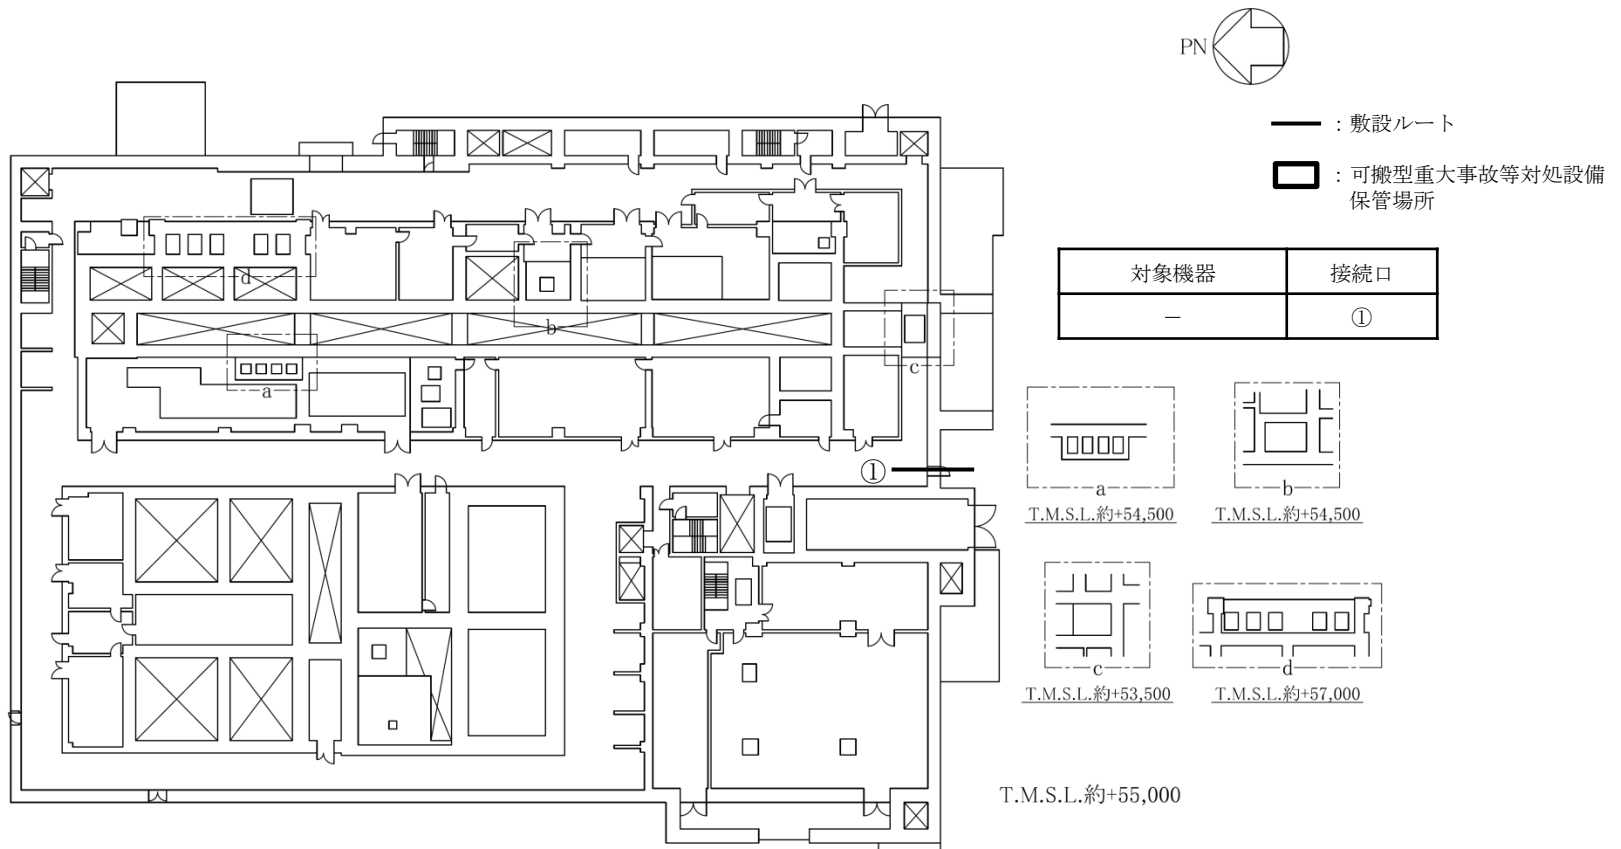 PN
：敷設ルート
：可搬型重大事故等対処設備
保管場所
対象機器 接続口
－ ①
d
b
a
c
①
a
T.M.S.L.約+54,500
b
T.M.S.L.約+54,500
c
T.M.S.L.約+53,500
d
T.M.S.L.約+57,000
T.M.S.L.約+55,000